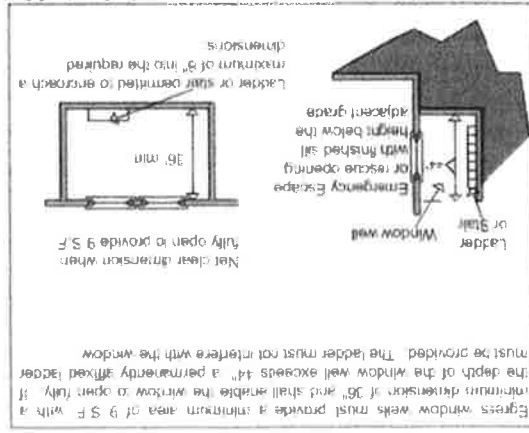 Egress window wells must provide a minimum area of 9 S.F. with a
minimum dimension of 36" and shall enable the window to open fully. If
the depth of the window well exceeds 44" a permanently affixed ladder
must be provided. The ladder must not interfere with the window
Ladder
or Stair
Window well
44"
Emergency Escape
or rescue opening
with finished sill
height below the
adjacent grade
Net clear dimension when
fully open to provide 9 S.F.
36" min
Ladder or stair permitted to encroach a
maximum of 6" into the required
dimensions